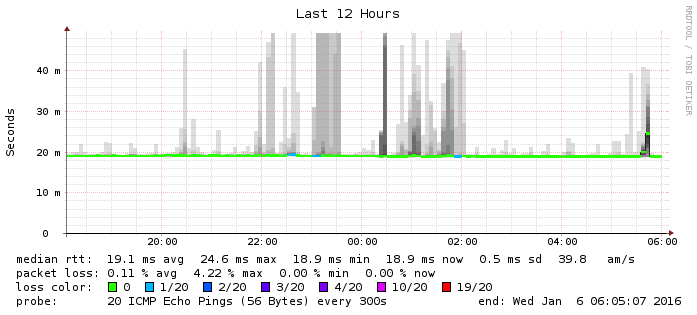 Last 12 Hours
RRDTOOL / TOBI OETIKER
Seconds
40 m
30 m
20 m
10 m
0
20:00 22:00 00:00 02:00 04:00 06:00
median rtt: 19.1 ms avg 24.6 ms max 18.9 ms min 18.9 ms now 0.5 ms sd 39.8 am/s
packet loss: 0.11 % avg 4.22 % max 0.00 % min 0.00 % now
loss color: 0 1/20 2/20 3/20 4/20 10/20 19/20
probe: 20 ICMP Echo Pings (56 Bytes) every 300s end: Wed Jan 6 06:05:07 2016